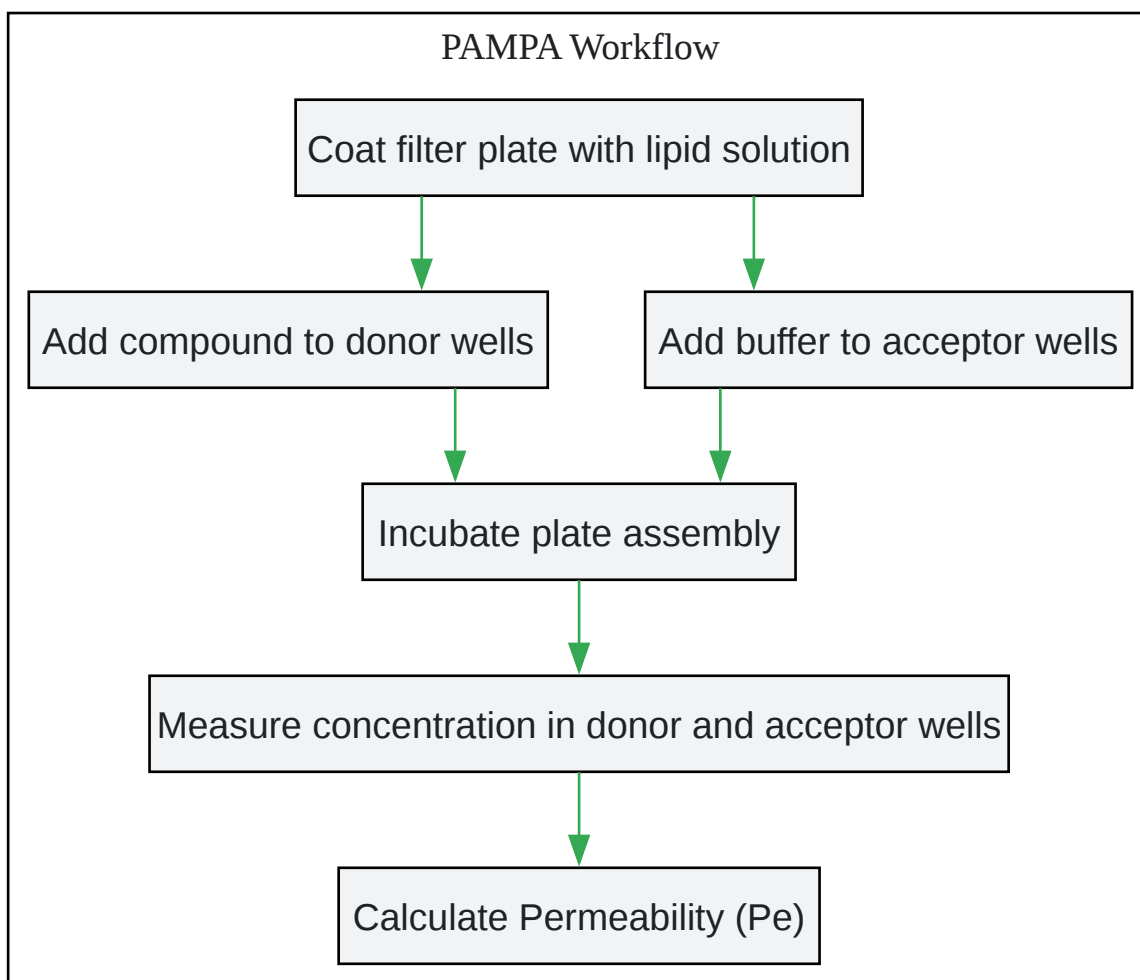 PAMPA Workflow
Coat filter plate with lipid solution
Add compound to donor wells
Add buffer to acceptor wells
Incubate plate assembly
Measure concentration in donor and acceptor wells
Calculate Permeability (Pe)